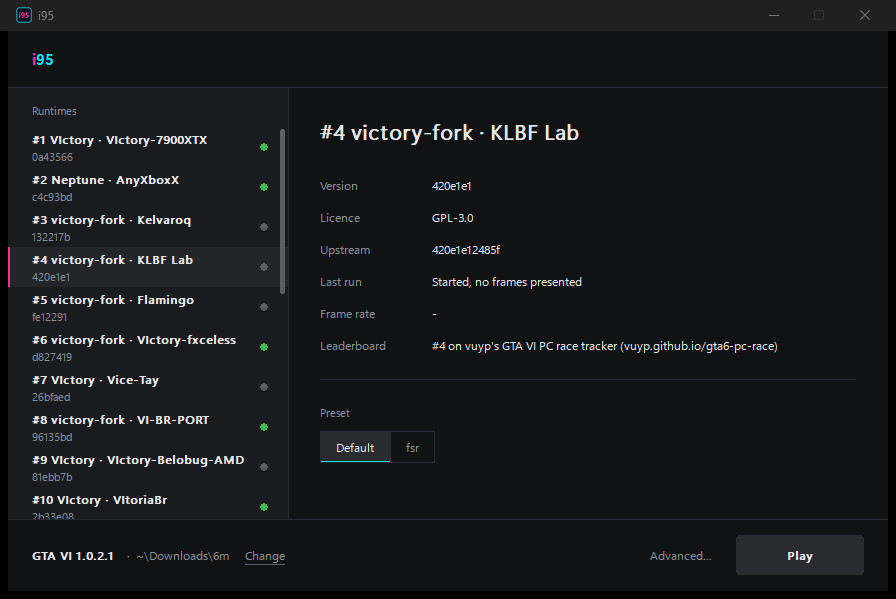 i95 i95
i95
Runtimes
#1 VIctory · VIctory-7900XTX
0a43566
#2 Neptune · AnyXboxX
c4c93bd
#3 victory-fork · Kelvaroq
132217b
#4 victory-fork · KLBF Lab
420e1e1
#5 victory-fork · Flamingo
fe12291
#6 victory-fork · VIctory-fxceless
d827419
#7 VIctory · Vice-Tay
26bfaed
#8 victory-fork · VI-BR-PORT
96135bd
#9 VIctory · VIctory-Belobug-AMD
81ebb7b
#10 VIctory · VItoriaBr
2b33e08
#4 victory-fork · KLBF Lab
Version 420e1e1
Licence GPL-3.0
Upstream 420e1e12485f
Last run Started, no frames presented
Frame rate -
Leaderboard #4 on vuyp's GTA VI PC race tracker (vuyp.github.io/gta6-pc-race)
Preset
Default fsr
GTA VI 1.0.2.1 · ~\Downloads\6m Change Advanced... Play